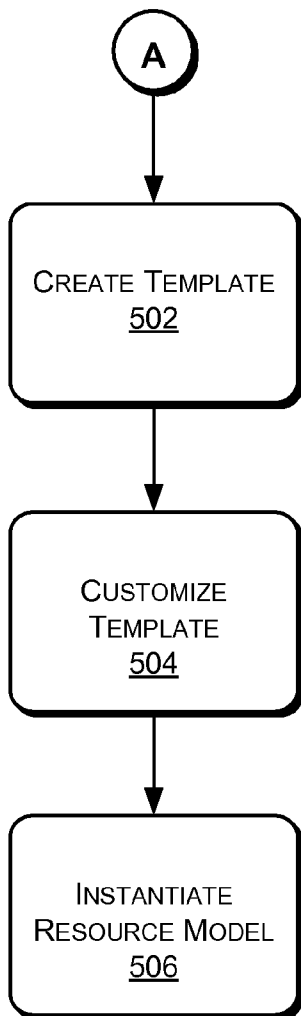 A
CREATE TEMPLATE
502
CUSTOMIZE
TEMPLATE
504
INSTANTIATE
RESOURCE MODEL
506